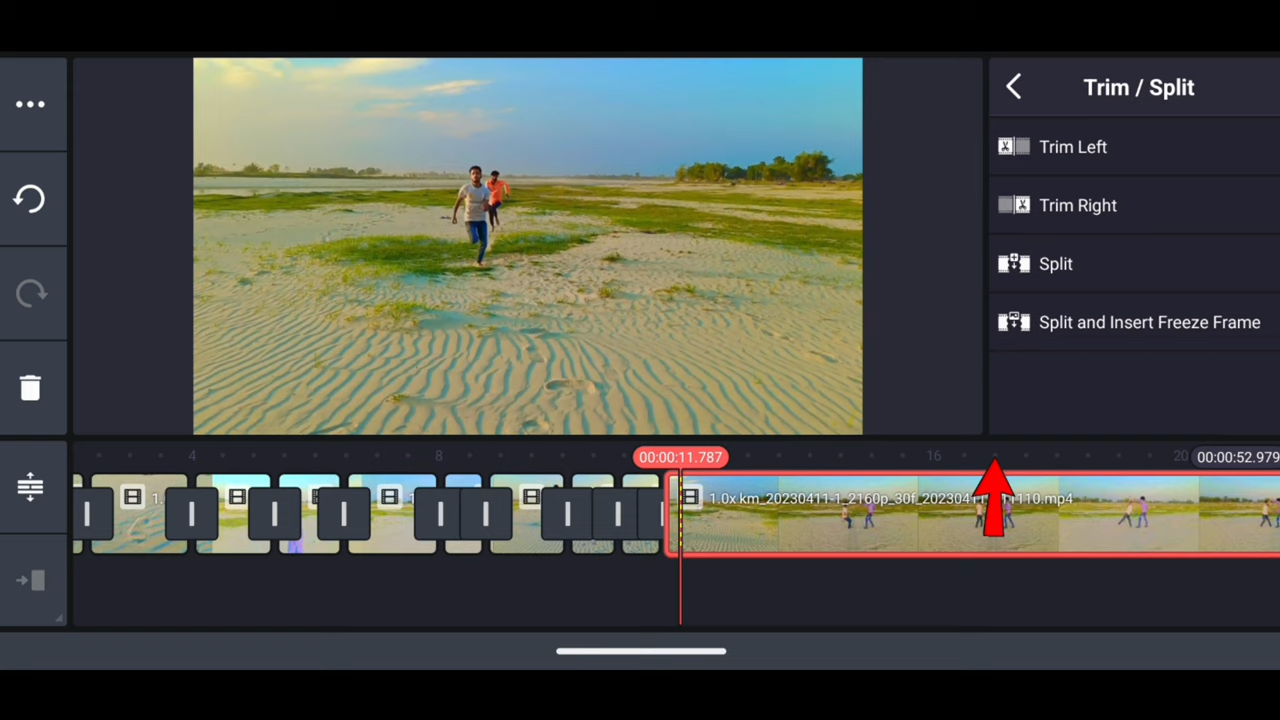 Trim / Split
Trim Left
Trim Right
Split
Split and Insert Freeze Frame
4
8
00:00:11.787
16
20
00:00:52.979
1.
1.0x km_20230411-1_2160p_30f_202304
110.mp4